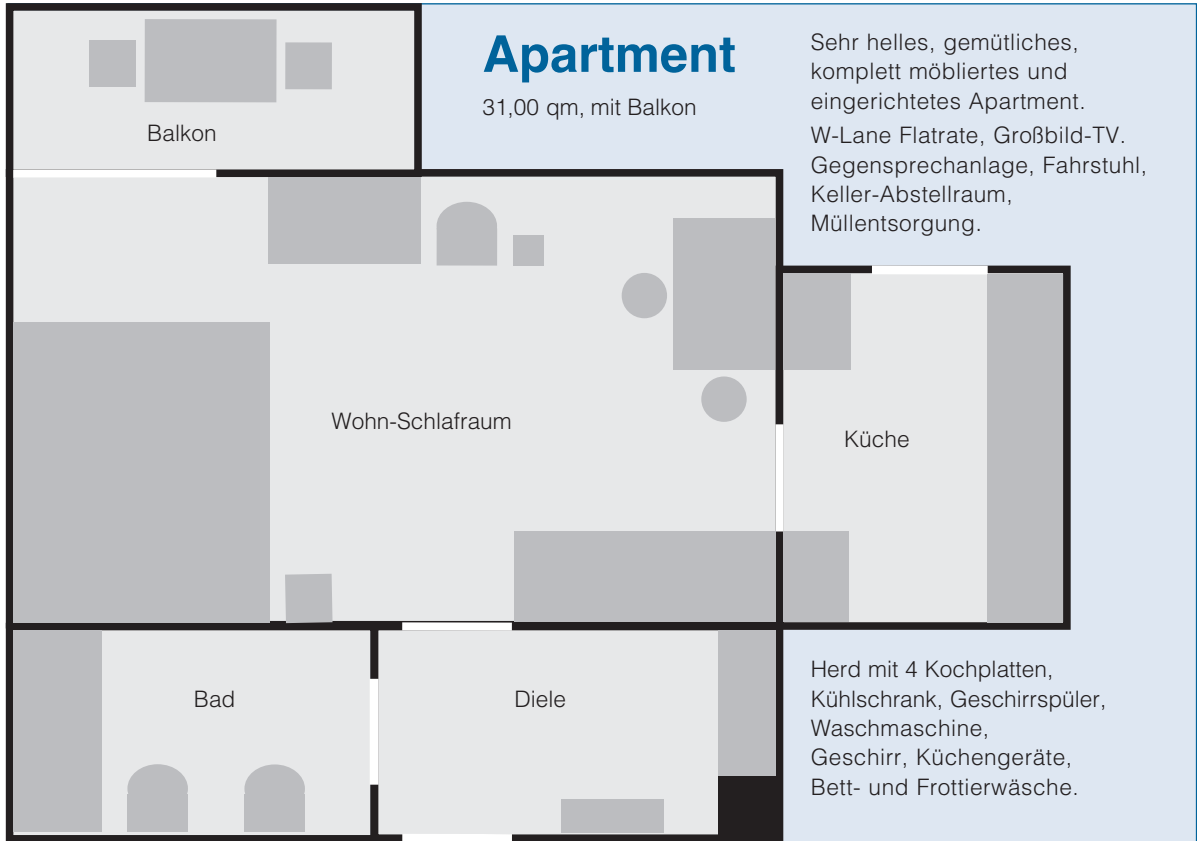 Apartment
31,00 qm, mit Balkon
Sehr helles, gemütliches,
komplett möbliertes und
eingerichtetes Apartment.
W-Lane Flatrate, Großbild-TV.
Gegensprechanlage, Fahrstuhl,
Keller-Abstellraum,
Müllentsorgung.
Balkon
Wohn-Schlafraum
Küche
Bad
Diele
Herd mit 4 Kochplatten,
Kühlschrank, Geschirrspüler,
Waschmaschine,
Geschirr, Küchengeräte,
Bett- und Frottierwäsche.